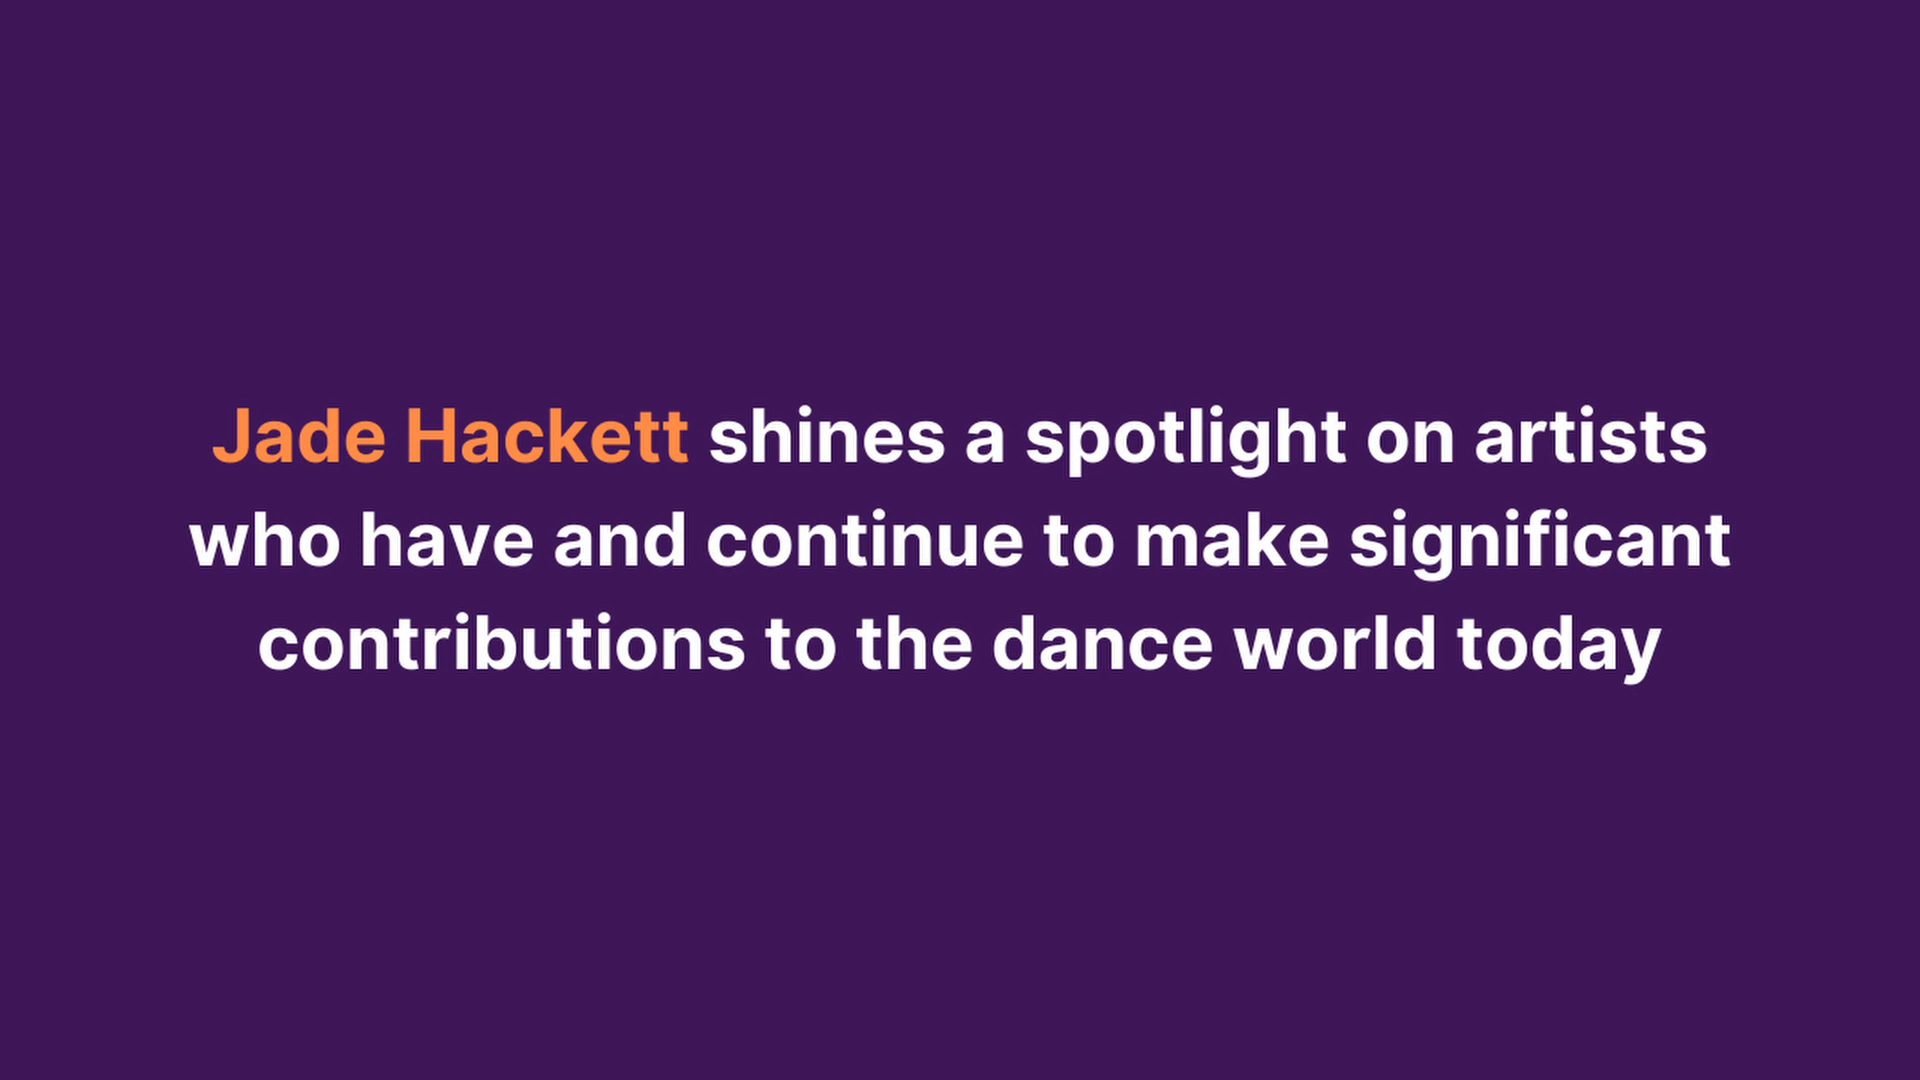 Jade Hackett shines a spotlight on artists
who have and continue to make significant
contributions to the dance world today